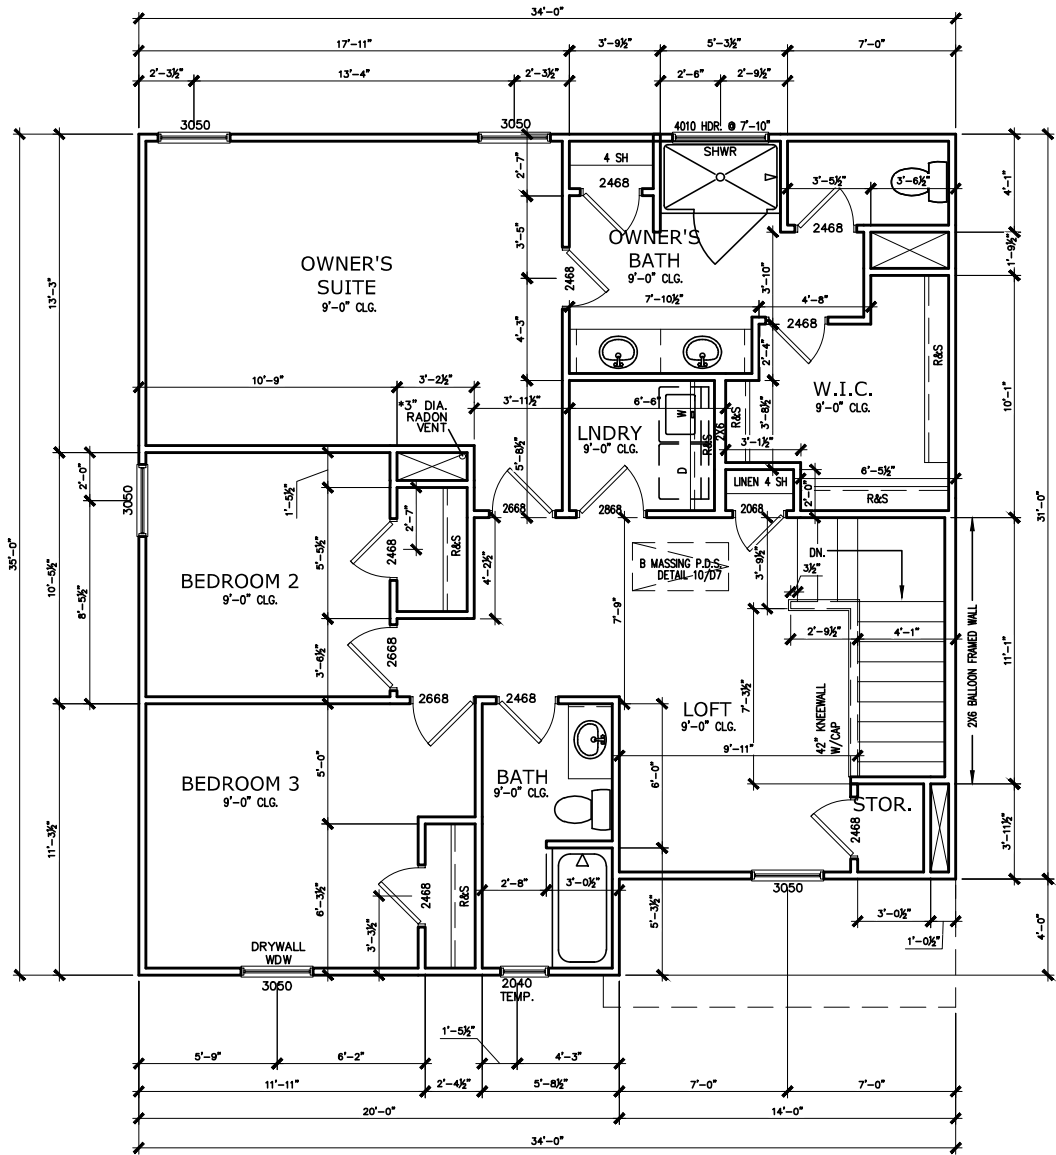 34'-0"
17'-11"
3'-9½"
5'-3½"
7'-0"
2'-3½"
13'-4"
2'-3½"
2'-6"
2'-9½"
3050
3050
4010 HDR. @ 7'-10"
SHWR
4 SH
2468
2'-7"
3'-5½"
3'-6½"
4'-1"
2468
OWNER'S
BATH
9'-0" CLG.
3'-5"
OWNER'S
SUITE
9'-0" CLG.
2468
3'-10"
1'-9½"
13'-3"
7'-10½"
4'-8"
4'-3"
2468
2'-4"
R&S
10'-9"
3'-2½"
*3" DIA.
RADON
VENT
3'-11½"
6'-6"
W
W.I.C.
9'-0" CLG.
10'-1"
LNDRY
9'-0" CLG.
R&S
2X6
R&S
3'-8½"
3'-1½"
5'-8½"
D
6'-5½"
LINEN 4 SH
R&S
2'-0"
2'-0"
3050
1'-5½"
2668
2868
2068
31'-0"
35'-0"
2'-7"
2468
R&S
5'-5½"
4'-2½"
B MASSING P.D.S.
DETAIL 10/D7
3'-9½"
DN.
3½"
10'-5½"
8'-5½"
BEDROOM 2
9'-0" CLG.
7'-9"
2'-9½"
4'-1"
2X6 BALLOON FRAMED WALL
11'-1"
3'-6½"
2668
2668
2468
LOFT
9'-0" CLG.
7'-3½"
42" KNEEWALL
W/CAP
9'-11"
BEDROOM 3
9'-0" CLG.
5'-0"
BATH
9'-0" CLG.
6'-0"
STOR.
2468
3'-11½"
11'-3½"
6'-3½"
2468
R&S
2'-8"
3'-0½"
3050
3'-3½"
5'-3½"
3'-0½"
1'-0½"
4'-0"
DRYWALL
WDW
3050
2040
TEMP.
1'-5½"
5'-9"
6'-2"
4'-3"
11'-11"
2'-4½"
5'-8½"
7'-0"
7'-0"
20'-0"
14'-0"
34'-0"